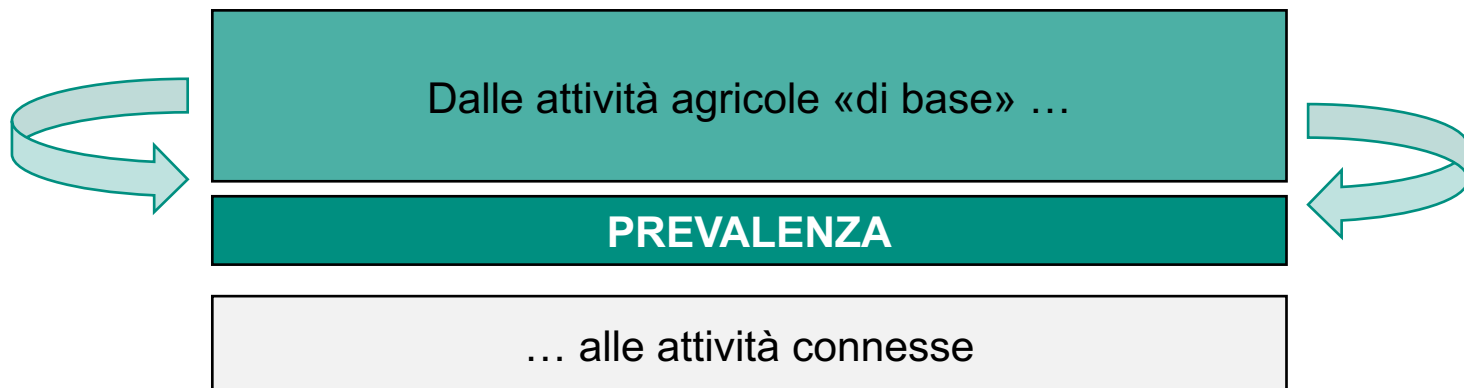 Dalle attività agricole «di base» …
PREVALENZA
… alle attività connesse